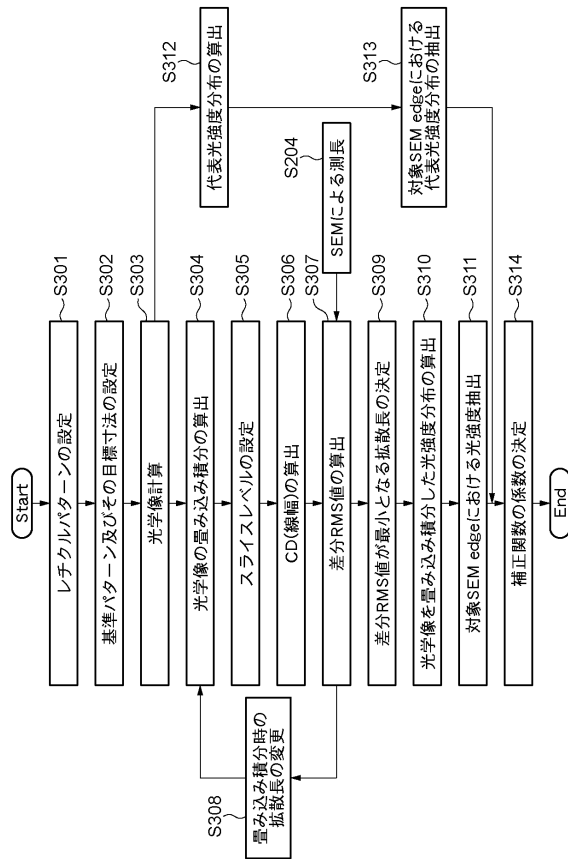 Start
レチクルパターンの設定
S301
基準パターン及びその目標寸法の設定
S302
光学像計算
S303
光学像の畳み込み積分の算出
S304
スライスレベルの設定
S305
CD(線幅)の算出
S306
差分RMS値の算出
S307
SEMによる測長
S204
畳み込み積分時の
拡散長の変更
S308
差分RMS値が最小となる拡散長の決定
S309
光学像を畳み込み積分した光強度分布の算出
S310
対象SEM edgeにおける光強度抽出
S311
代表光強度分布の算出
S312
対象SEM edgeにおける
代表光強度分布の抽出
S313
補正関数の係数の決定
S314
End